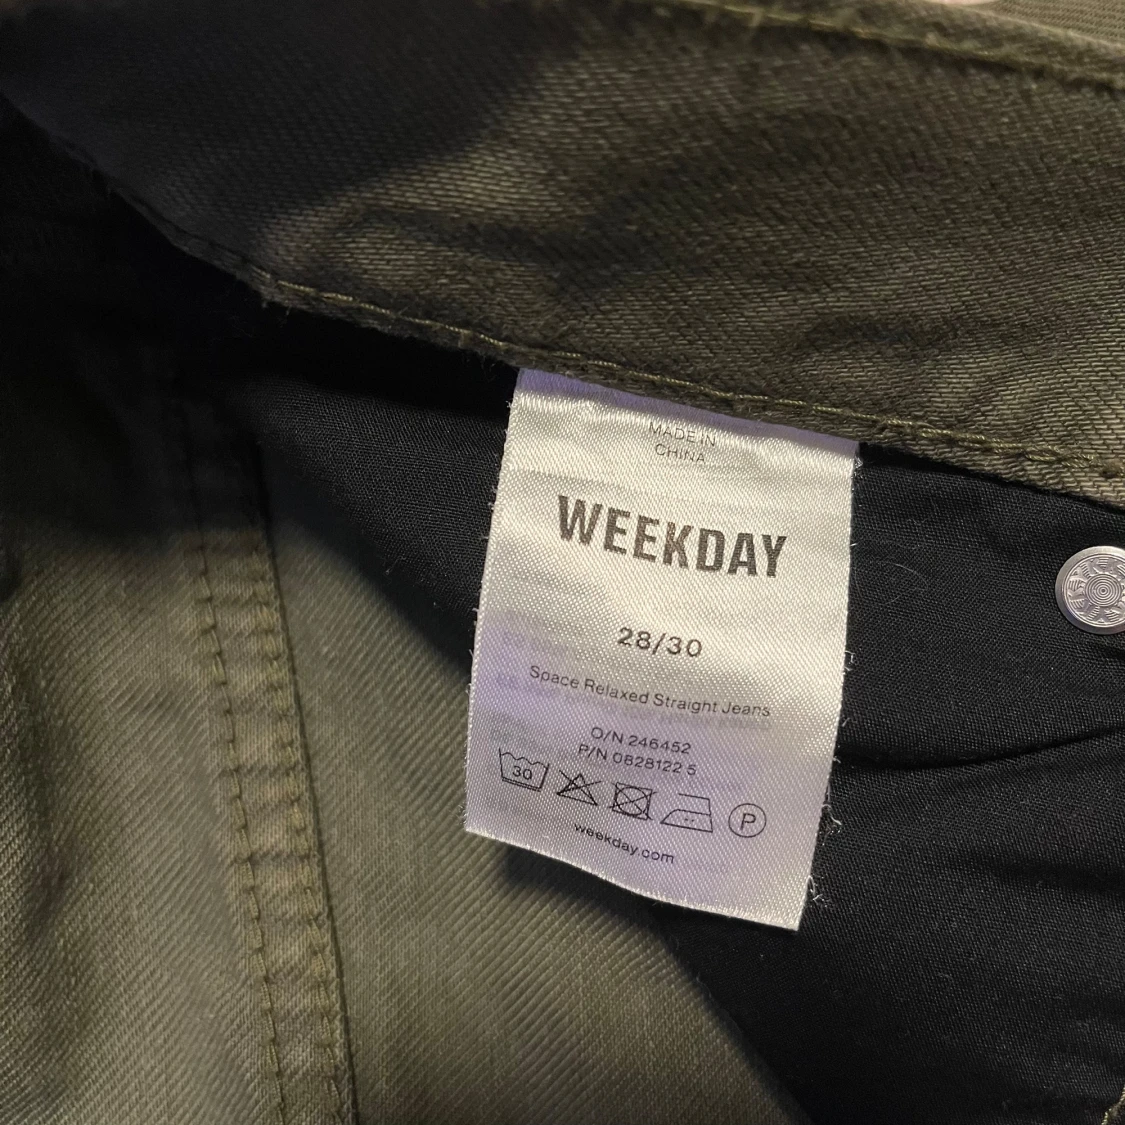 MADE IN
CHINA
WEEKDAY
28/30
Space Relaxed Straight Jeans
O/N 246452
P/N 0828122 5
30
P
weekday.com